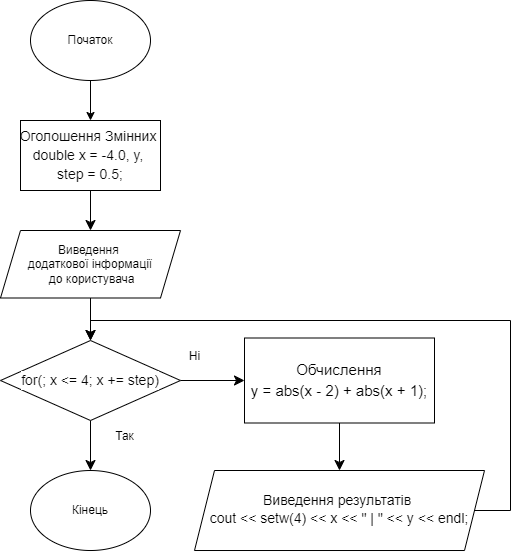 Початок
Оголошення Змінних
double x = -4.0, y,
step = 0.5;
Виведення
додаткової інформації
до користувача
for(; x <= 4; x += step)
Ні
Обчислення
y = abs(x - 2) + abs(x + 1);
Так
Виведення результатів
cout << setw(4) << x << " | " << y << endl;
Кінець